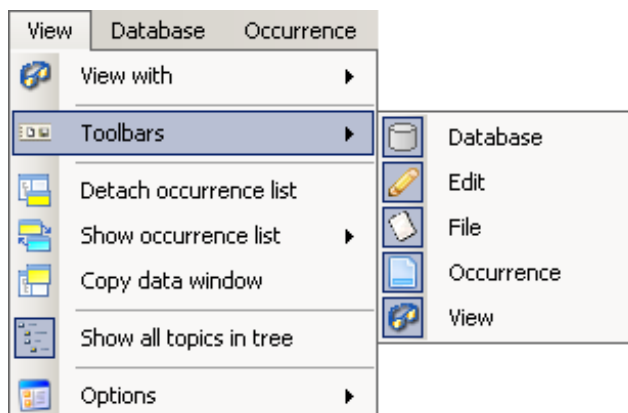 View Database Occurrence
View with
Toolbars
Detach occurrence list
Show occurrence list
Copy data window
Show all topics in tree
Options
Database
Edit
File
Occurrence
View